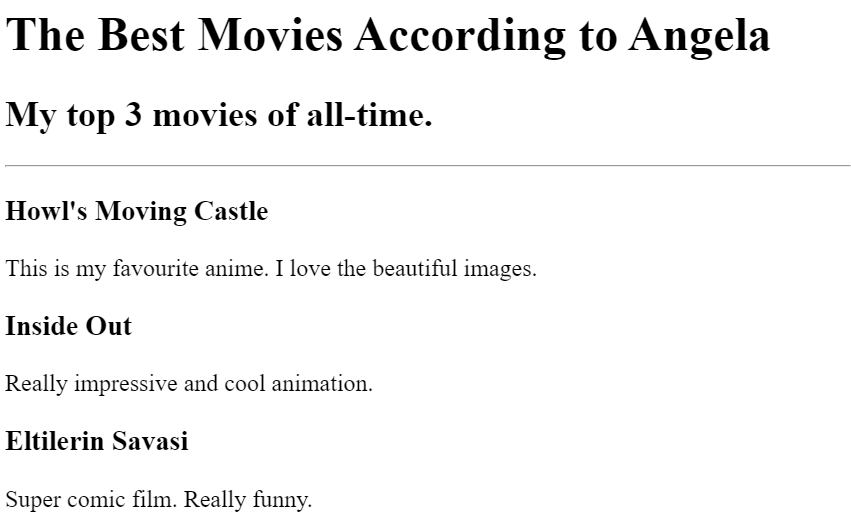 The Best Movies According to Angela
My top 3 movies of all-time.
Howl's Moving Castle
This is my favourite anime. I love the beautiful images.
Inside Out
Really impressive and cool animation.
Eltilerin Savasi
Super comic film. Really funny.